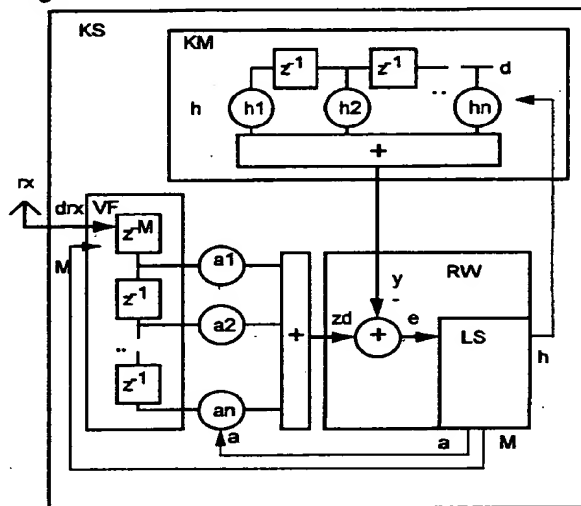 KS
KM
z-1
z-1
d
..
h
h1
h2
hn
+
rx
drx
VF
z-M
M
z-1
..
z-1
a1
a2
an
a
+
zd
y
-
+
e
RW
LS
h
a
M